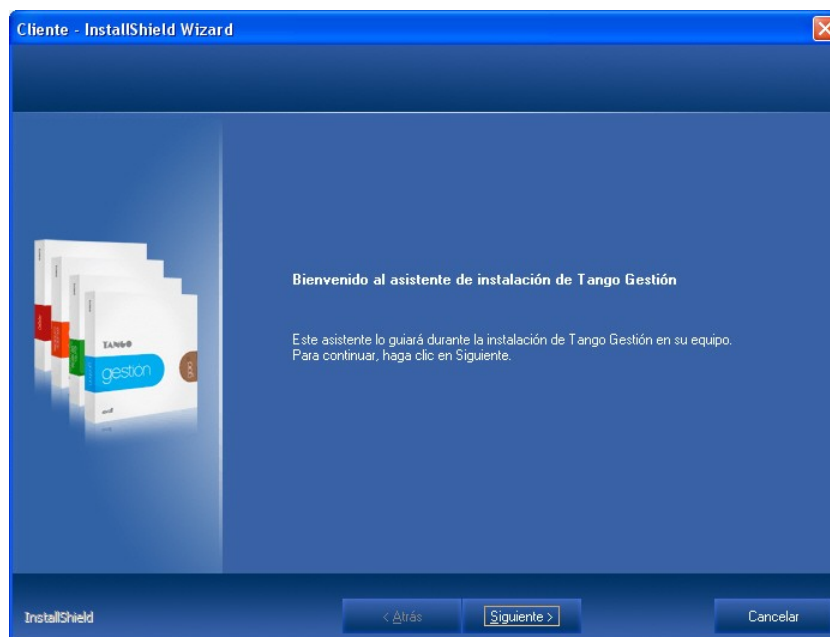 Cliente - InstallShield Wizard
TANGO
gestión
Bienvenido al asistente de instalación de Tango Gestión
Este asistente lo guiará durante la instalación de Tango Gestión en su equipo.
Para continuar, haga clic en Siguiente.
InstallShield
< Atrás
Siguiente >
Cancelar